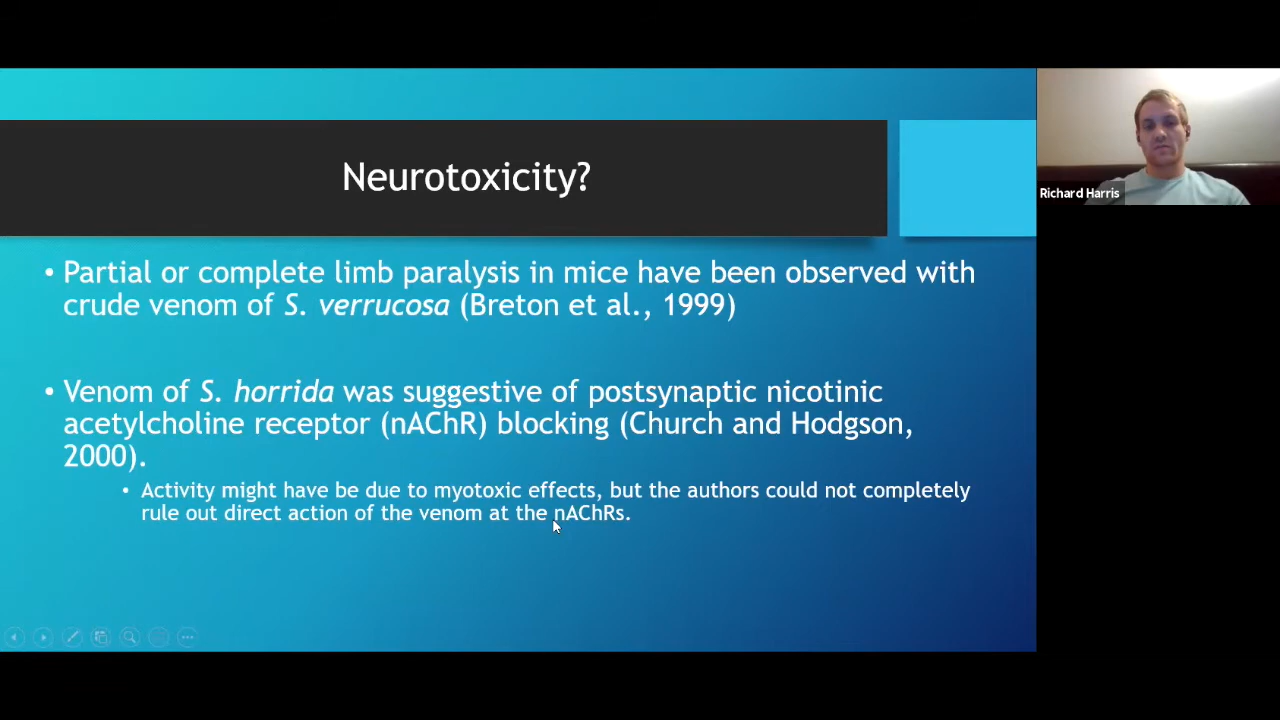 Neurotoxicity?
Richard Harris
• Partial or complete limb paralysis in mice have been observed with
crude venom of S. verrucosa (Breton et al., 1999)
• Venom of S. horrida was suggestive of postsynaptic nicotinic
acetylcholine receptor (nAChR) blocking (Church and Hodgson,
2000).
• Activity might have be due to myotoxic effects, but the authors could not completely
rule out direct action of the venom at the nAChRs.